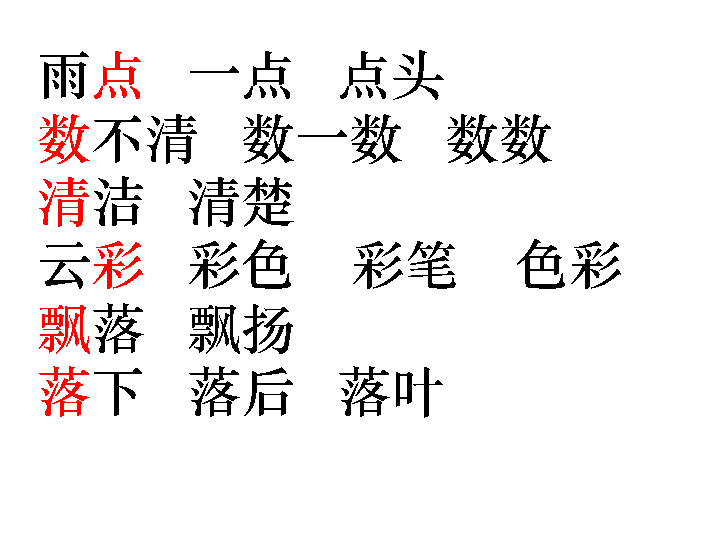 雨点 一点 点头
数不清 数一数 数数
清洁 清楚
云彩 彩色 彩笔 色彩
飘落 飘扬
落下 落后 落叶